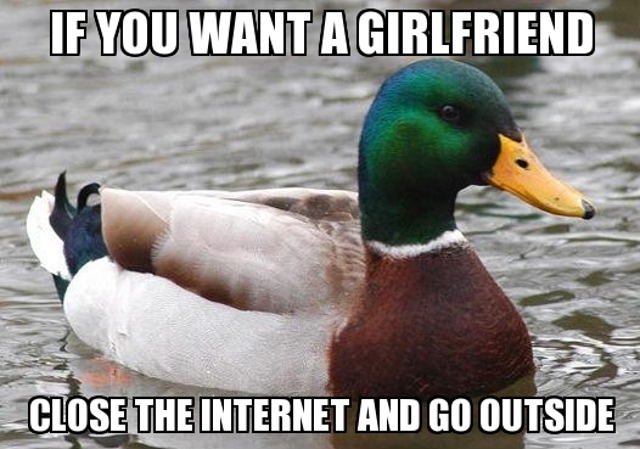 IF YOU WANT A GIRLFRIEND
CLOSE THE INTERNET AND GO OUTSIDE